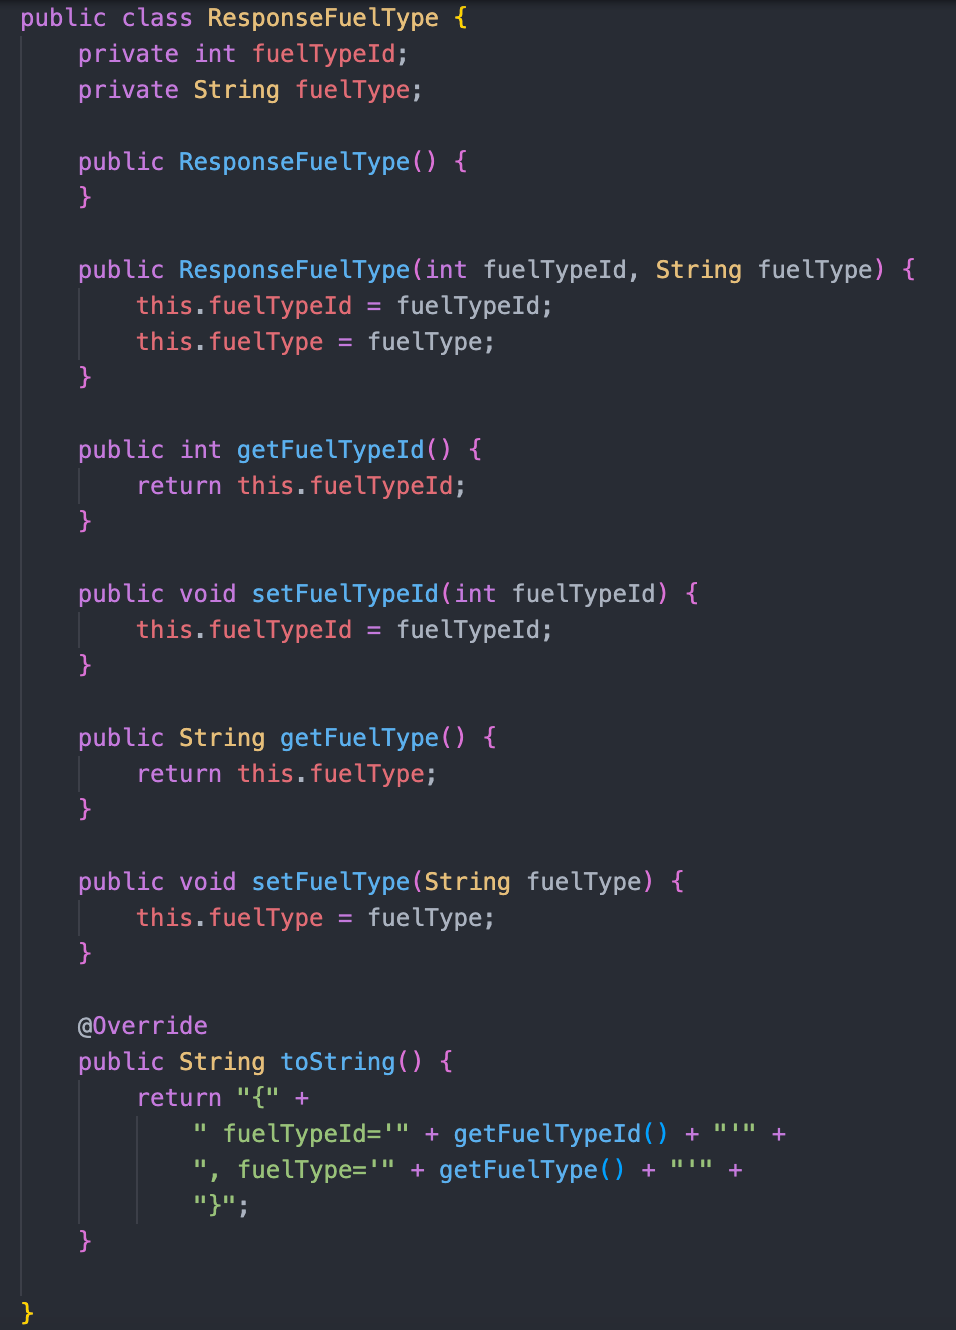 public class ResponseFuelType {
    private int fuelTypeId;
    private String fuelType;

    public ResponseFuelType() {
    }

    public ResponseFuelType(int fuelTypeId, String fuelType) {
        this.fuelTypeId = fuelTypeId;
        this.fuelType = fuelType;
    }

    public int getFuelTypeId() {
        return this.fuelTypeId;
    }

    public void setFuelTypeId(int fuelTypeId) {
        this.fuelTypeId = fuelTypeId;
    }

    public String getFuelType() {
        return this.fuelType;
    }

    public void setFuelType(String fuelType) {
        this.fuelType = fuelType;
    }

    @Override
    public String toString() {
        return "{" +
            " fuelTypeId='" + getFuelTypeId() + "'" +
            ", fuelType='" + getFuelType() + "'" +
            "}";
    }

}